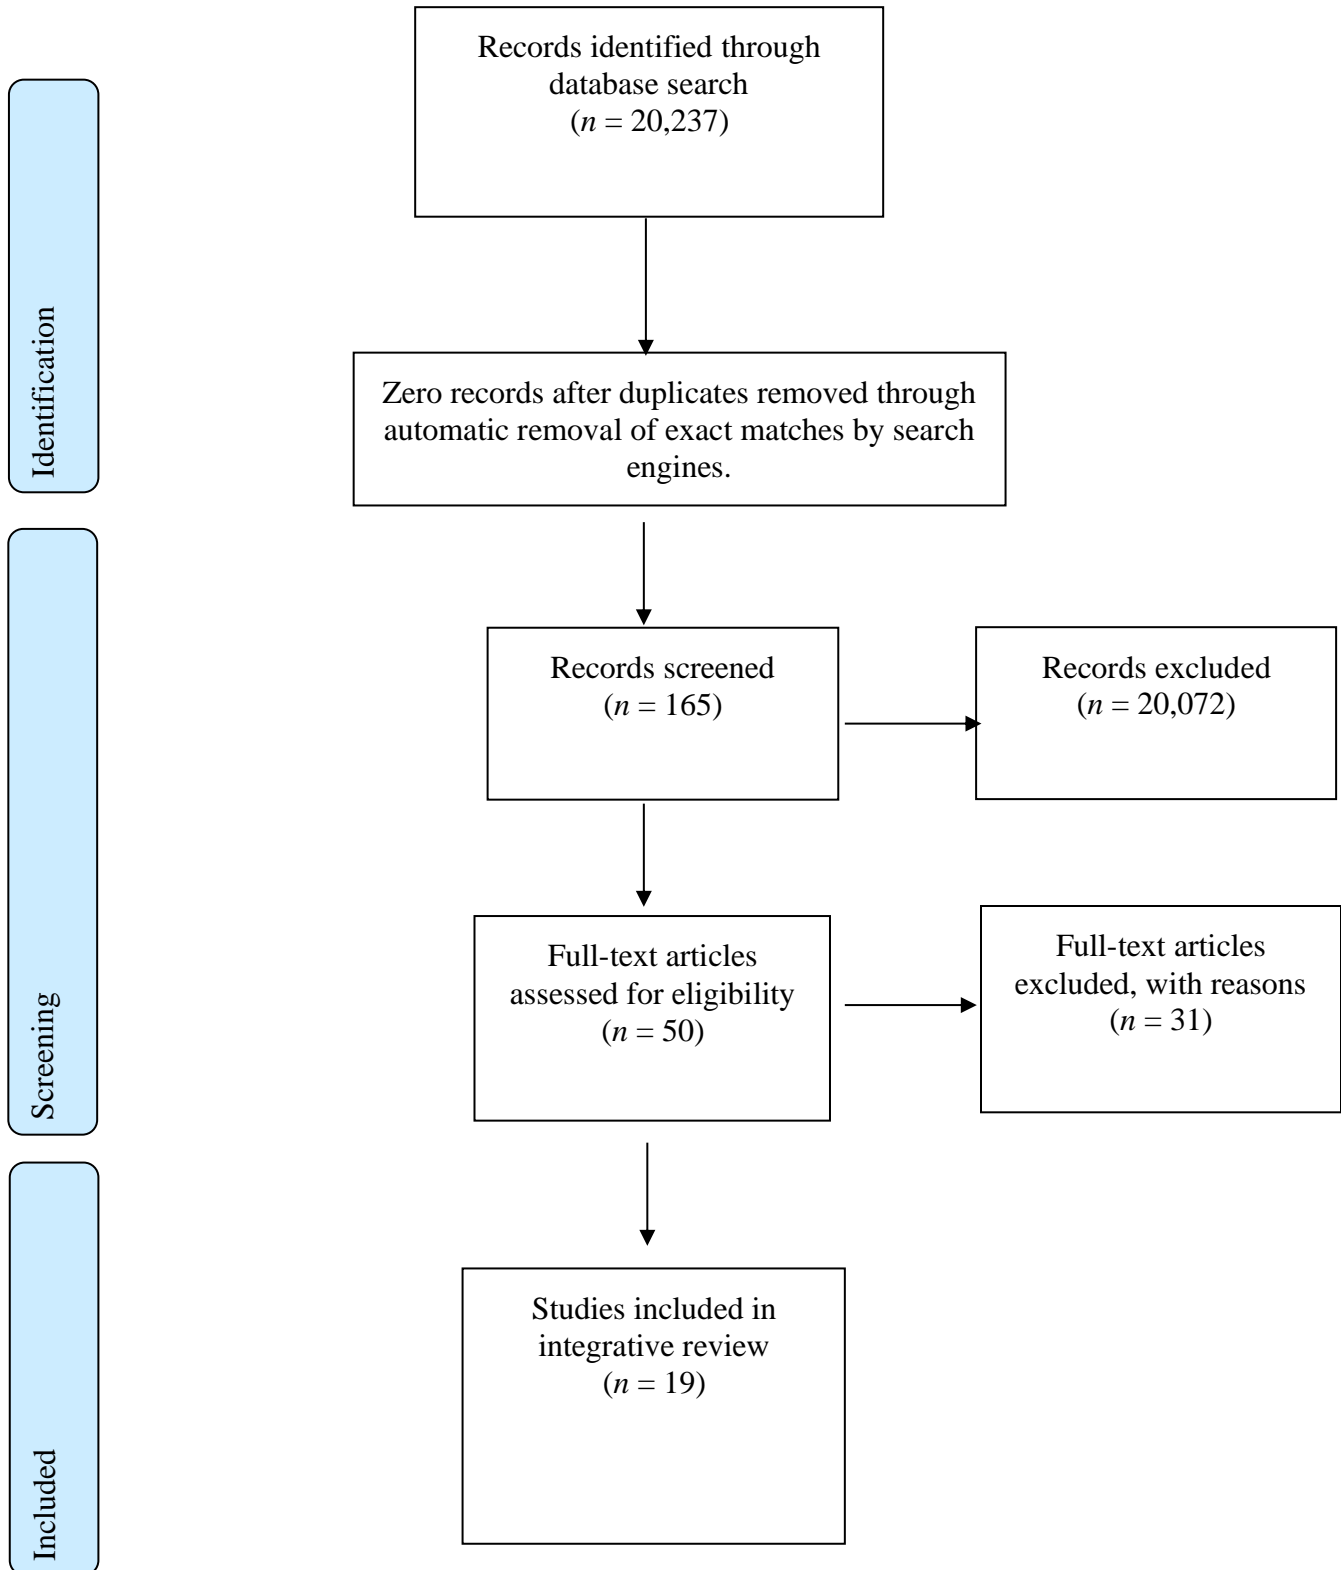 Records identified through
database search
(n = 20,237)
Identification
Zero records after duplicates removed through
automatic removal of exact matches by search
engines.
Records screened
(n = 165)
Records excluded
(n = 20,072)
Screening
Full-text articles
assessed for eligibility
(n = 50)
Full-text articles
excluded, with reasons
(n = 31)
Included
Studies included in
integrative review
(n = 19)